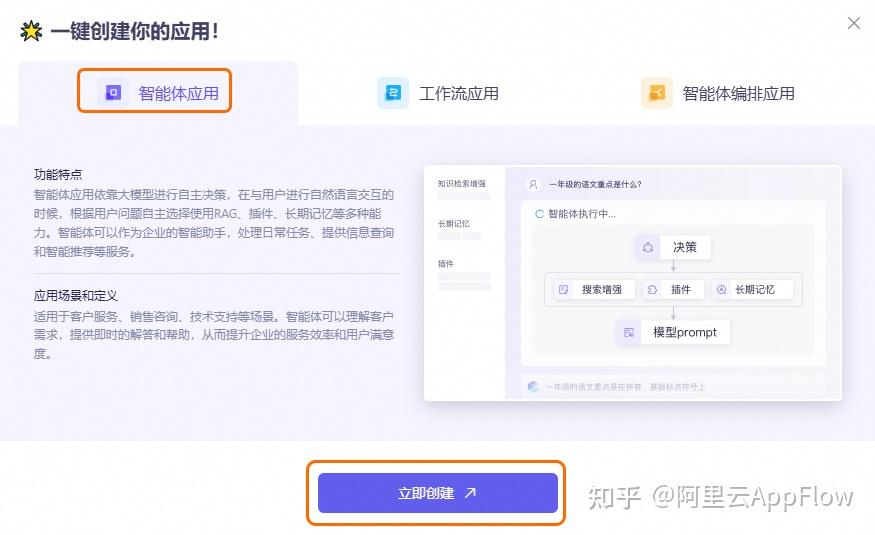 一键创建你的应用！
智能体应用
工作流应用
智能体编排应用
功能特点
智能体应用依靠大模型进行自主决策，在与用户进行自然语言交互的
时候，根据用户问题自主选择使用RAG、插件、长期记忆等多种能
力。智能体可以作为企业的智能助手，处理日常任务、提供信息查询
和智能推荐等服务。
应用场景和定义
适用于客户服务、销售咨询、技术支持等场景。智能体可以理解客户
需求，提供即时的解答和帮助，从而提升企业的服务效率和用户满意
度。
知识检索增强
长期记忆
插件
一年级的语文重点是什么？
智能体执行中...
决策
搜索增强
插件
长期记忆
模型prompt
一年级的语文重点是在拼音、基础标点符号上
立即创建
知乎 @阿里云AppFlow